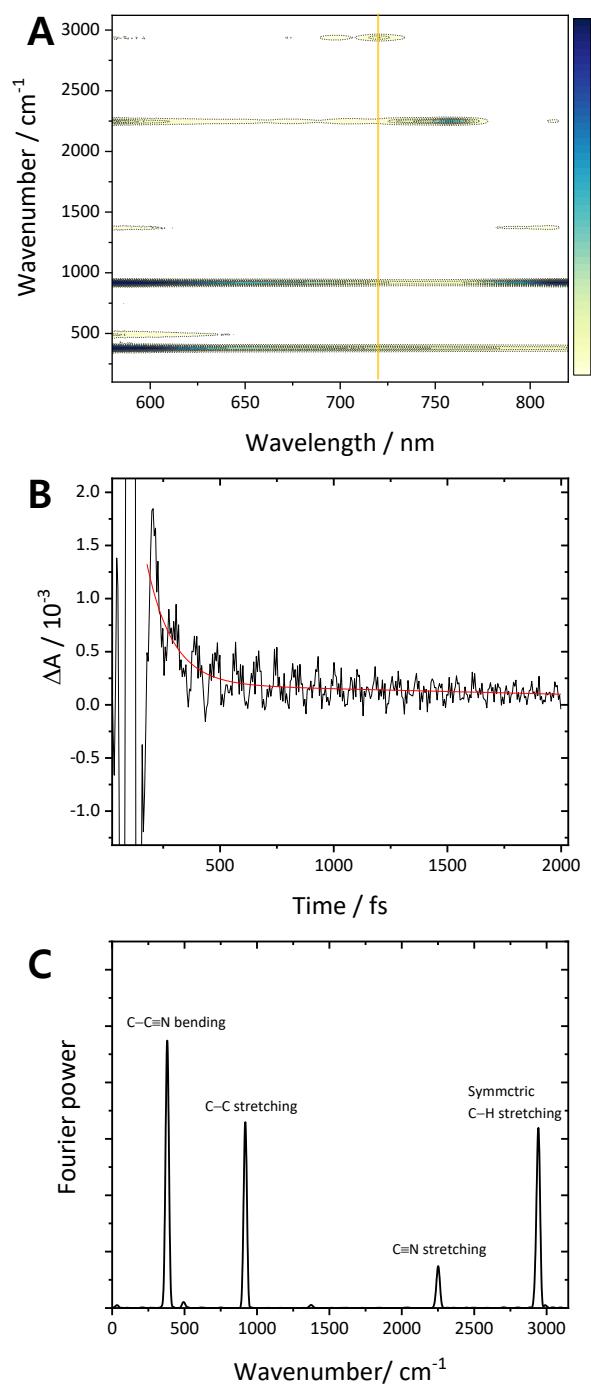 A
3000
2500
2000
1500
1000
500
Wavenumber / cm⁻¹
600
650
700
750
800
Wavelength / nm
B
2.0
1.5
1.0
0.5
0.0
-0.5
-1.0
ΔA / 10⁻³
500
1000
1500
2000
Time / fs
C
C−C≡N bending
C−C stretching
Symmctric
C−H stretching
C≡N stretching
Fourier power
0
500
1000
1500
2000
2500
3000
Wavenumber/ cm⁻¹